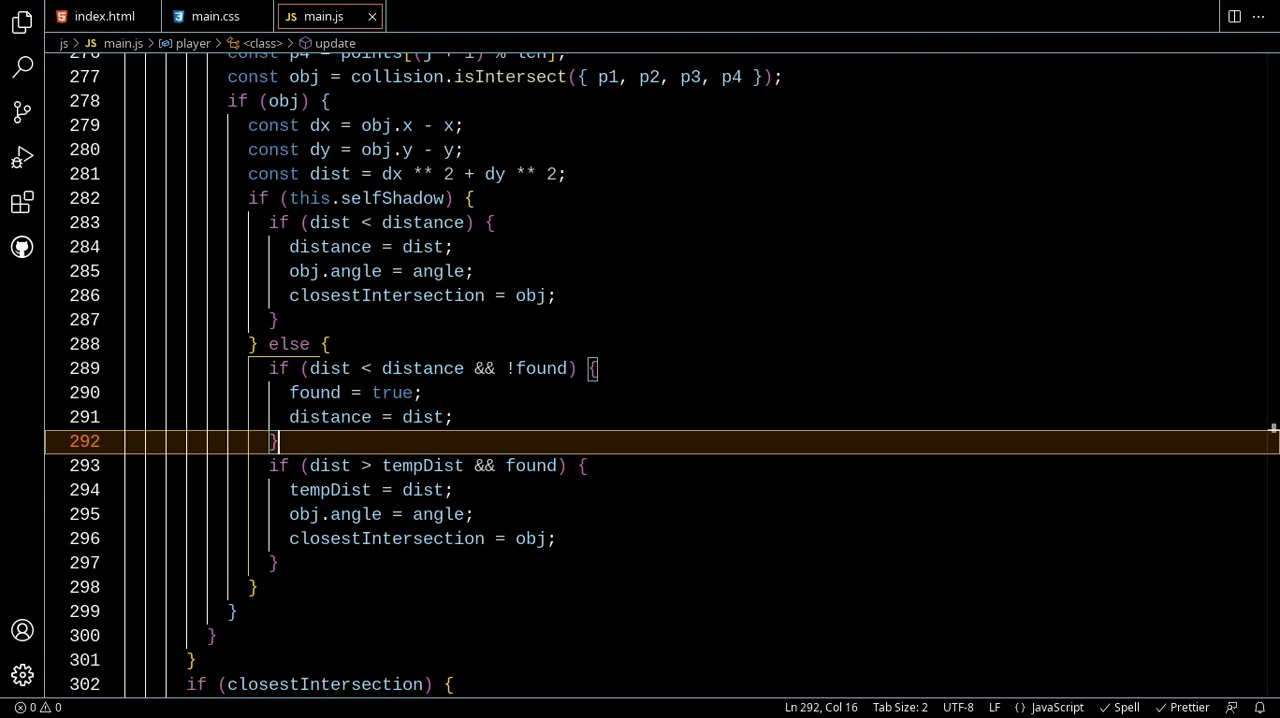 index.html
main.css
JS main.js
js > JS main.js > player > <class> > update
276 const p4 = points[(j + 1) % len];
277 const obj = collision.isIntersect({ p1, p2, p3, p4 });
278 if (obj) {
279 const dx = obj.x - x;
280 const dy = obj.y - y;
281 const dist = dx ** 2 + dy ** 2;
282 if (this.selfShadow) {
283 if (dist < distance) {
284 distance = dist;
285 obj.angle = angle;
286 closestIntersection = obj;
287 }
288 } else {
289 if (dist < distance && !found) {
290 found = true;
291 distance = dist;
292 }
293 if (dist > tempDist && found) {
294 tempDist = dist;
295 obj.angle = angle;
296 closestIntersection = obj;
297 }
298 }
299 }
300 }
301 }
302 if (closestIntersection) {
0 0 Ln 292, Col 16 Tab Size: 2 UTF-8 LF {} JavaScript Spell Prettier